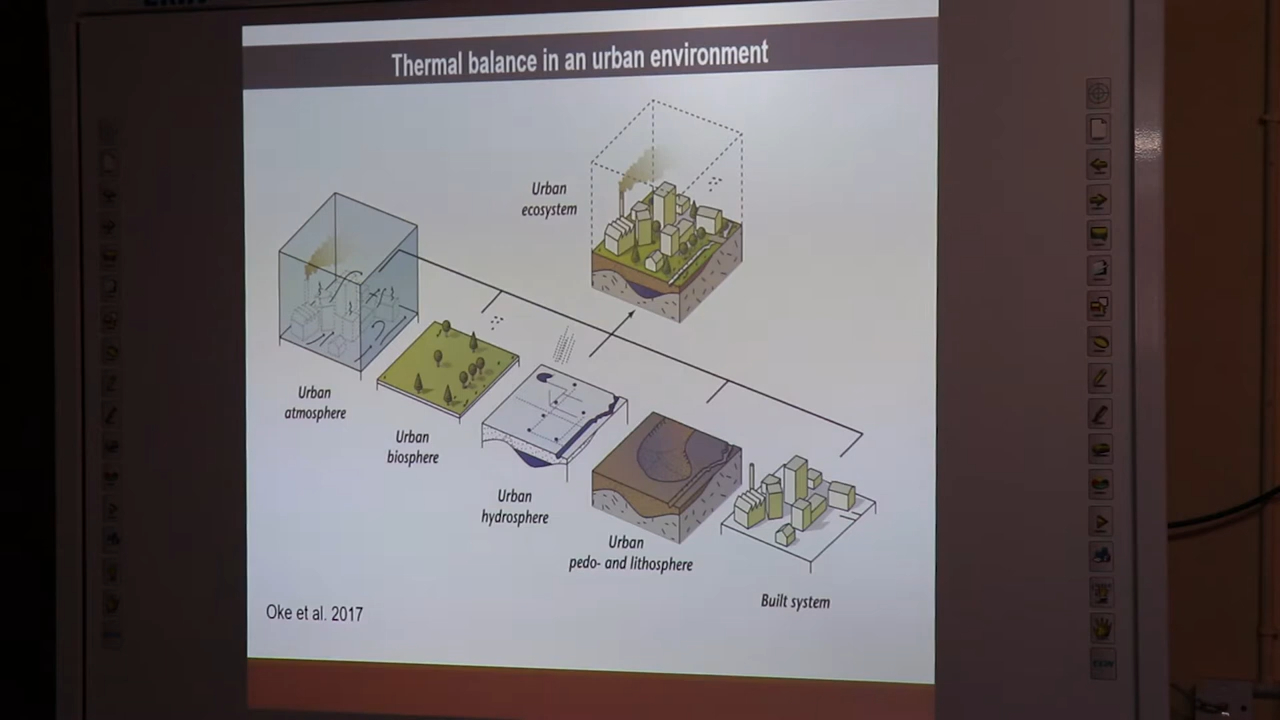 Thermal balance in an urban environment
Urban
ecosystem
Urban
atmosphere
Urban
biosphere
Urban
hydrosphere
Urban
pedo- and lithosphere
Built system
Oke et al. 2017